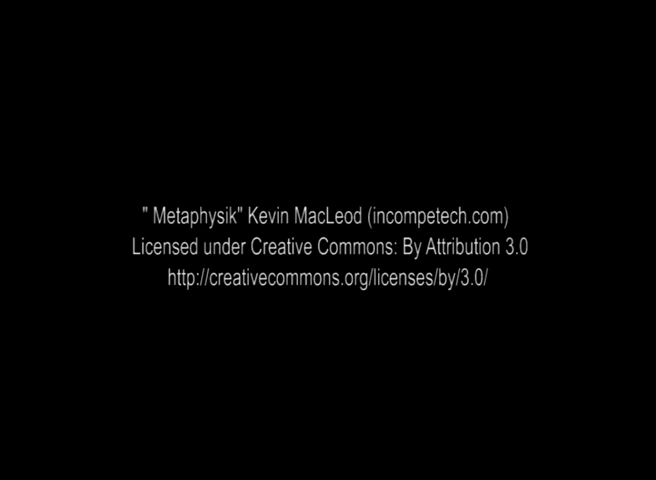 " Metaphysik" Kevin MacLeod (incompetech.com)
Licensed under Creative Commons: By Attribution 3.0
http://creativecommons.org/licenses/by/3.0/